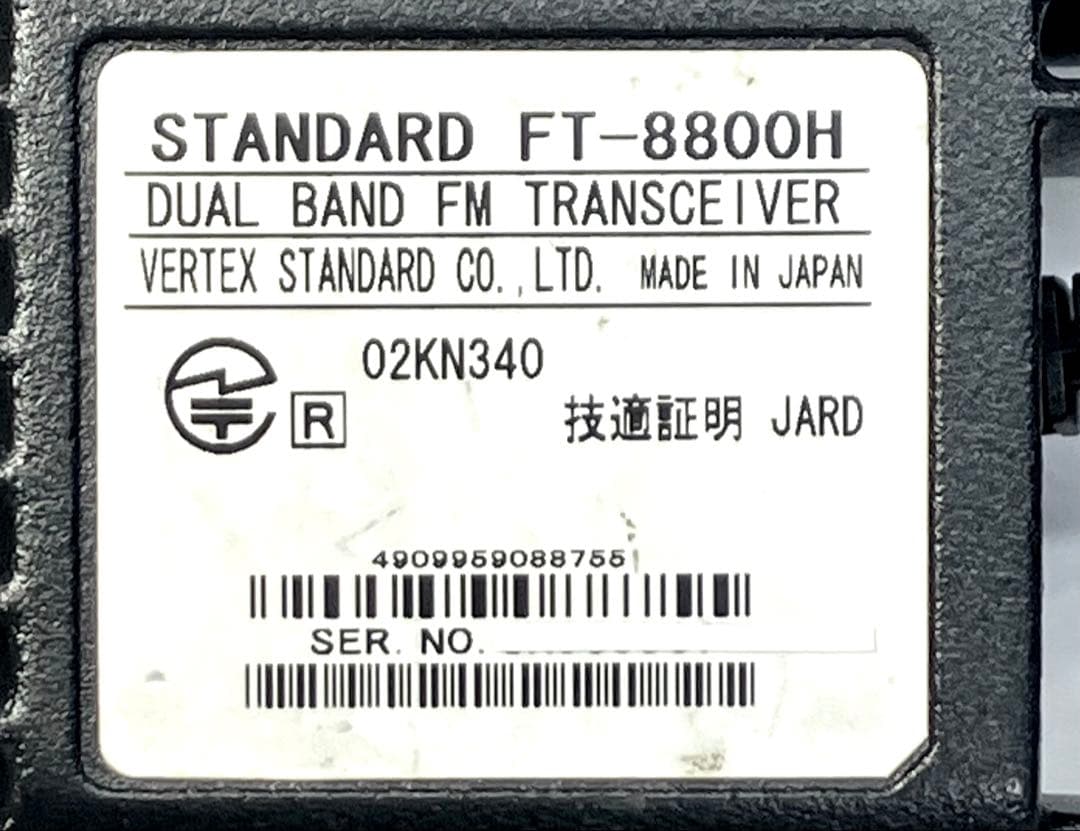 STANDARD FT-8800H
DUAL BAND FM TRANSCEIVER
VERTEX STANDARD CO.,LTD. MADE IN JAPAN
02KN340
R
技適証明 JARD
4909959088755
SER. NO.